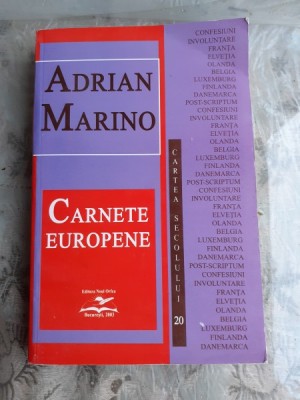 ADRIAN
MARINO
CARNETE
EUROPENE
Editura Noul Orfeu
București, 2003
CARTEA SECOLULUI
20
CONFESIUNI
INVOLUNTARE
FRANȚA
ELVEȚIA
OLANDA
BELGIA
LUXEMBURG
FINLANDA
DANEMARCA
POST-SCRIPTUM
CONFESIUNI
INVOLUNTARE
FRANȚA
ELVEȚIA
OLANDA
BELGIA
LUXEMBURG
FINLANDA
DANEMARCA
POST-SCRIPTUM
CONFESIUNI
INVOLUNTARE
FRANȚA
ELVEȚIA
OLANDA
BELGIA
LUXEMBURG
FINLANDA
DANEMARCA
POST-SCRIPTUM
CONFESIUNI
INVOLUNTARE
FRANȚA
ELVEȚIA
OLANDA
BELGIA
LUXEMBURG
FINLANDA
DANEMARCA